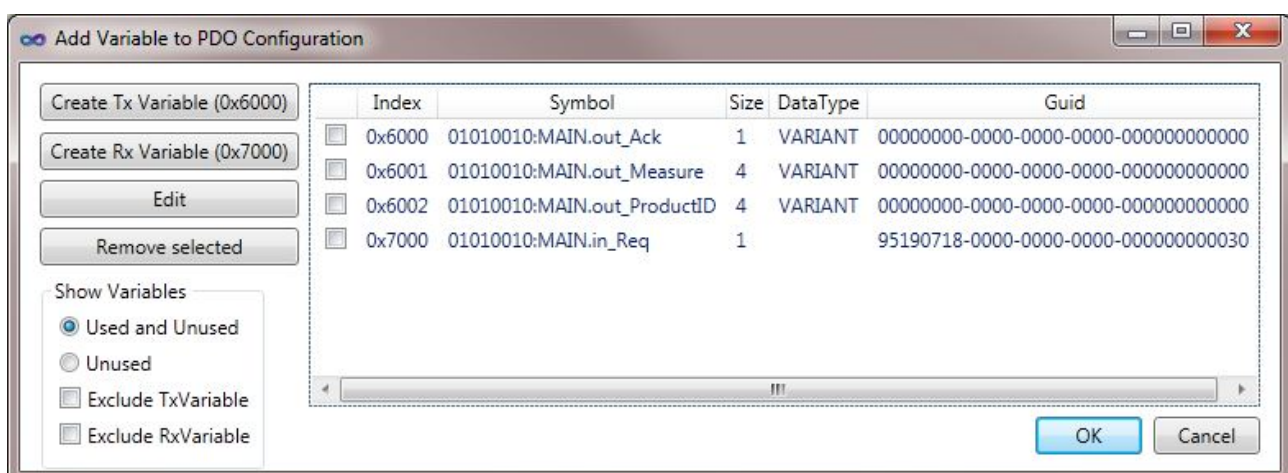 Add Variable to PDO Configuration
Create Tx Variable (0x6000)
Create Rx Variable (0x7000)
Edit
Remove selected
Show Variables
Used and Unused
Unused
Exclude TxVariable
Exclude RxVariable
Index Symbol Size DataType Guid
0x6000 01010010:MAIN.out_Ack 1 VARIANT 00000000-0000-0000-0000-000000000000
0x6001 01010010:MAIN.out_Measure 4 VARIANT 00000000-0000-0000-0000-000000000000
0x6002 01010010:MAIN.out_ProductID 4 VARIANT 00000000-0000-0000-0000-000000000000
0x7000 01010010:MAIN.in_Req 1 95190718-0000-0000-0000-000000000030
OK Cancel